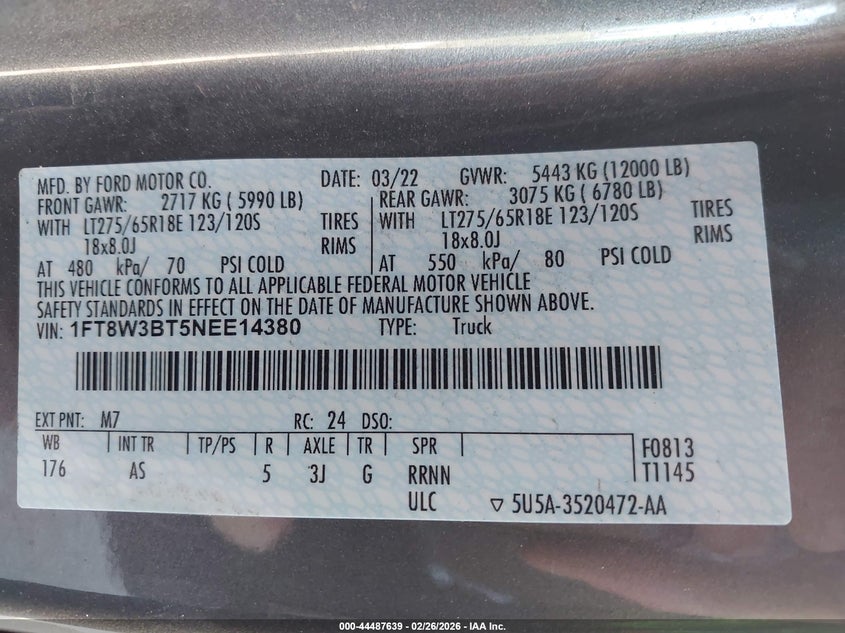 MFD. BY FORD MOTOR CO. DATE: 03/22 GVWR: 5443 KG (12000 LB)
FRONT GAWR: 2717 KG ( 5990 LB) REAR GAWR: 3075 KG ( 6780 LB)
WITH LT275/65R18E 123/120S TIRES WITH LT275/65R18E 123/120S TIRES
18x8.0J RIMS 18x8.0J RIMS
AT 480 kPa/ 70 PSI COLD AT 550 kPa/ 80 PSI COLD
THIS VEHICLE CONFORMS TO ALL APPLICABLE FEDERAL MOTOR VEHICLE
SAFETY STANDARDS IN EFFECT ON THE DATE OF MANUFACTURE SHOWN ABOVE.
VIN: 1FT8W3BT5NEE14380 TYPE: Truck
EXT PNT: M7 RC: 24 DSO:
WB INT TR TP/PS R AXLE TR SPR F0813
176 AS 5 3J G RRNN T1145
ULC ▽ 5U5A-3520472-AA
000-44487639 - 02/26/2026 - IAA Inc.